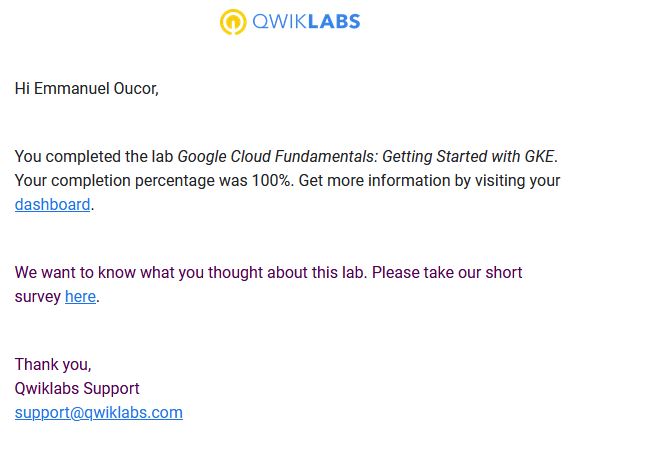 QWIKLABS
Hi Emmanuel Oucor,
You completed the lab Google Cloud Fundamentals: Getting Started with GKE.
Your completion percentage was 100%. Get more information by visiting your
dashboard.
We want to know what you thought about this lab. Please take our short
survey here.
Thank you,
Qwiklabs Support
support@qwiklabs.com